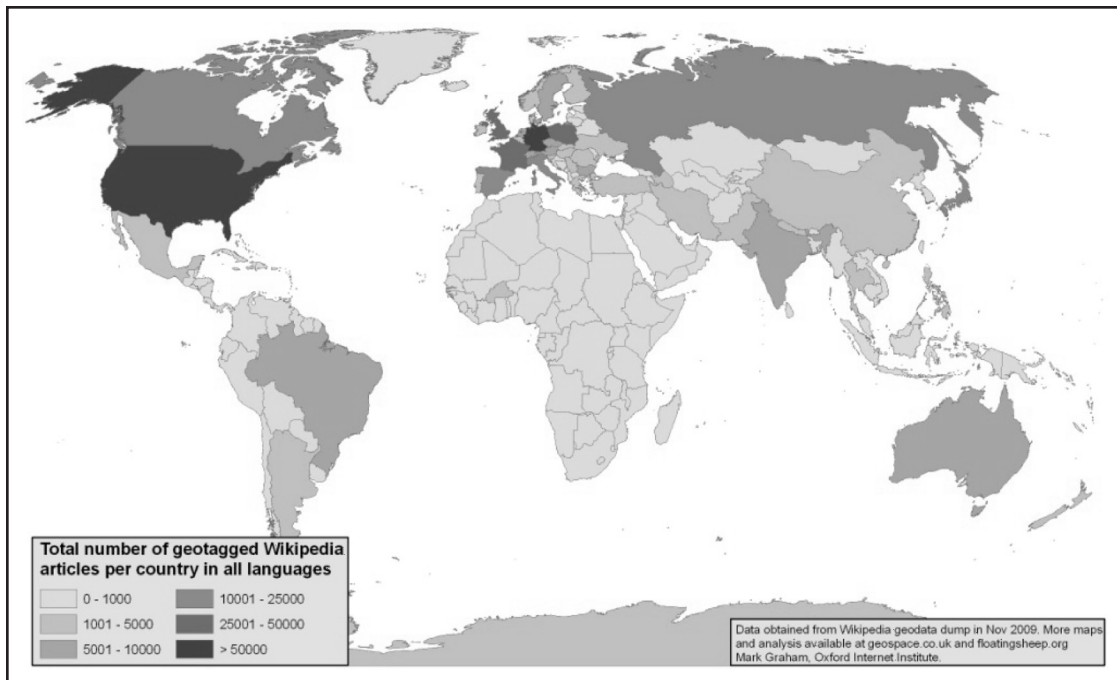 Total number of geotagged Wikipedia
articles per country in all languages
0 - 1000
1001 - 5000
5001 - 10000
10001 - 25000
25001 - 50000
> 50000
Data obtained from Wikipedia geodata dump in Nov 2009. More maps
and analysis available at geospace.co.uk and floatingsheep.org
Mark Graham, Oxford Internet Institute.